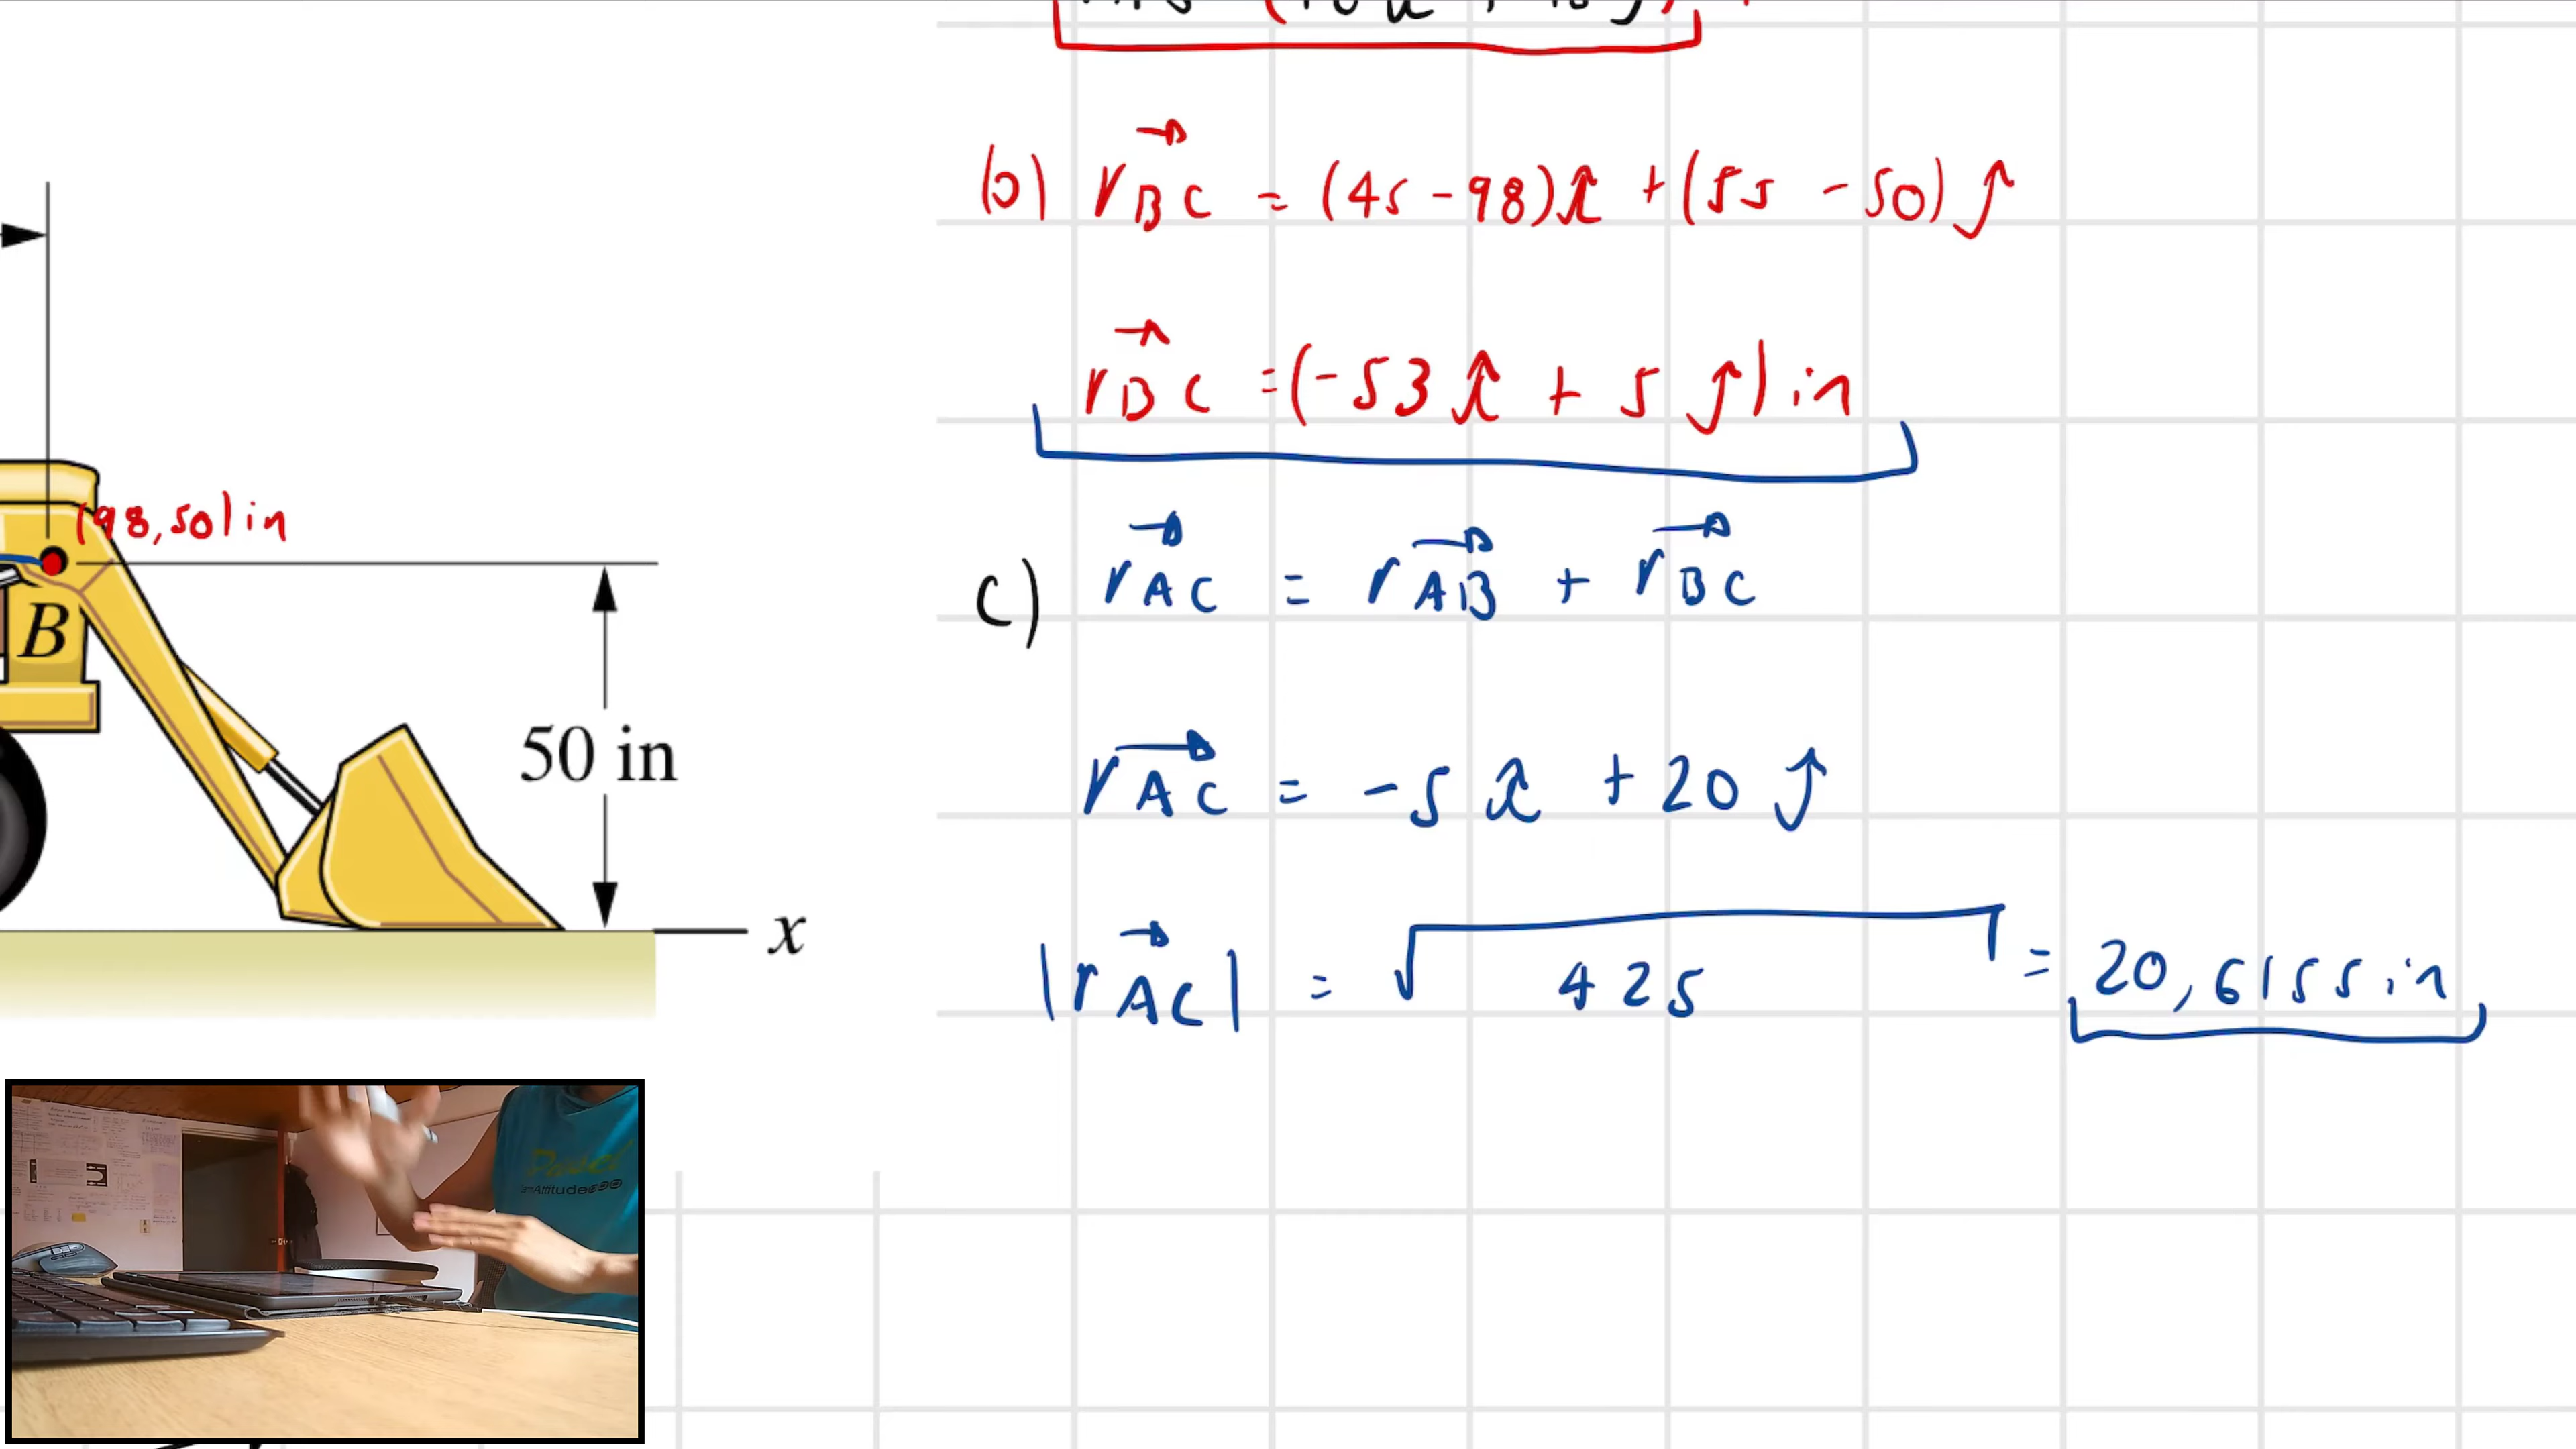 (b) r⃗BC = (45 - 98) î + (55 - 50) ĵ
r⃗BC = (-53 î + 5 ĵ) in
(98, 50) in
B
50 in
x
c) r⃗AC = r⃗AB + r⃗BC
r⃗AC = -5 î + 20 ĵ
|r⃗AC| = √425 = 20,6155 in
Attitude